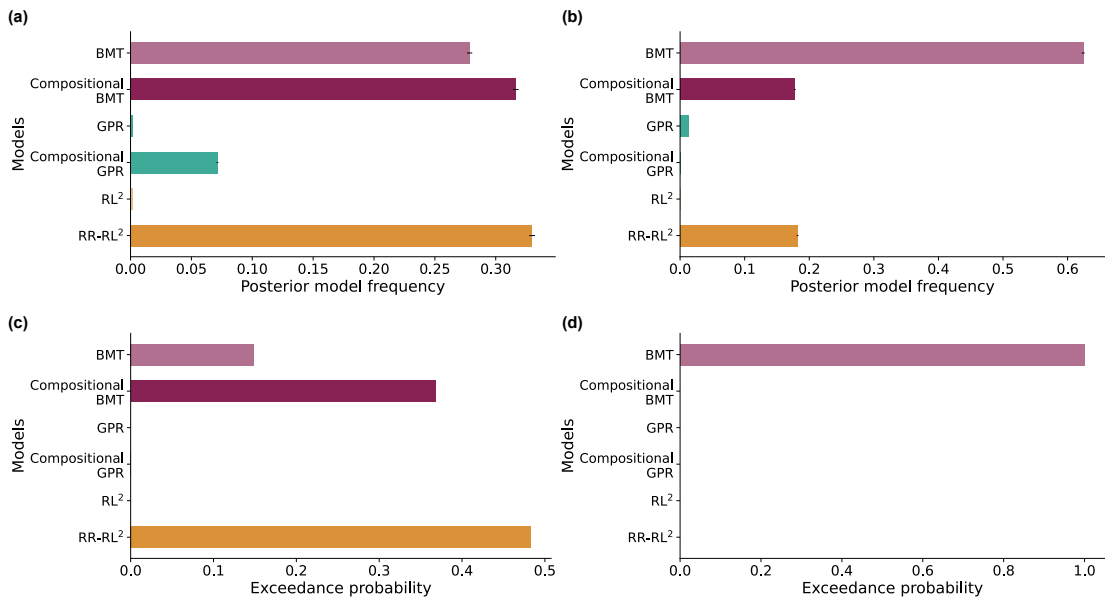 (a)
BMT
Compositional
BMT
GPR
Compositional
GPR
RL²
RR-RL²
Models
0.00 0.05 0.10 0.15 0.20 0.25 0.30
Posterior model frequency
(b)
BMT
Compositional
BMT
GPR
Compositional
GPR
RL²
RR-RL²
Models
0.0 0.1 0.2 0.3 0.4 0.5 0.6
Posterior model frequency
(c)
BMT
Compositional
BMT
GPR
Compositional
GPR
RL²
RR-RL²
Models
0.0 0.1 0.2 0.3 0.4 0.5
Exceedance probability
(d)
BMT
Compositional
BMT
GPR
Compositional
GPR
RL²
RR-RL²
Models
0.0 0.2 0.4 0.6 0.8 1.0
Exceedance probability